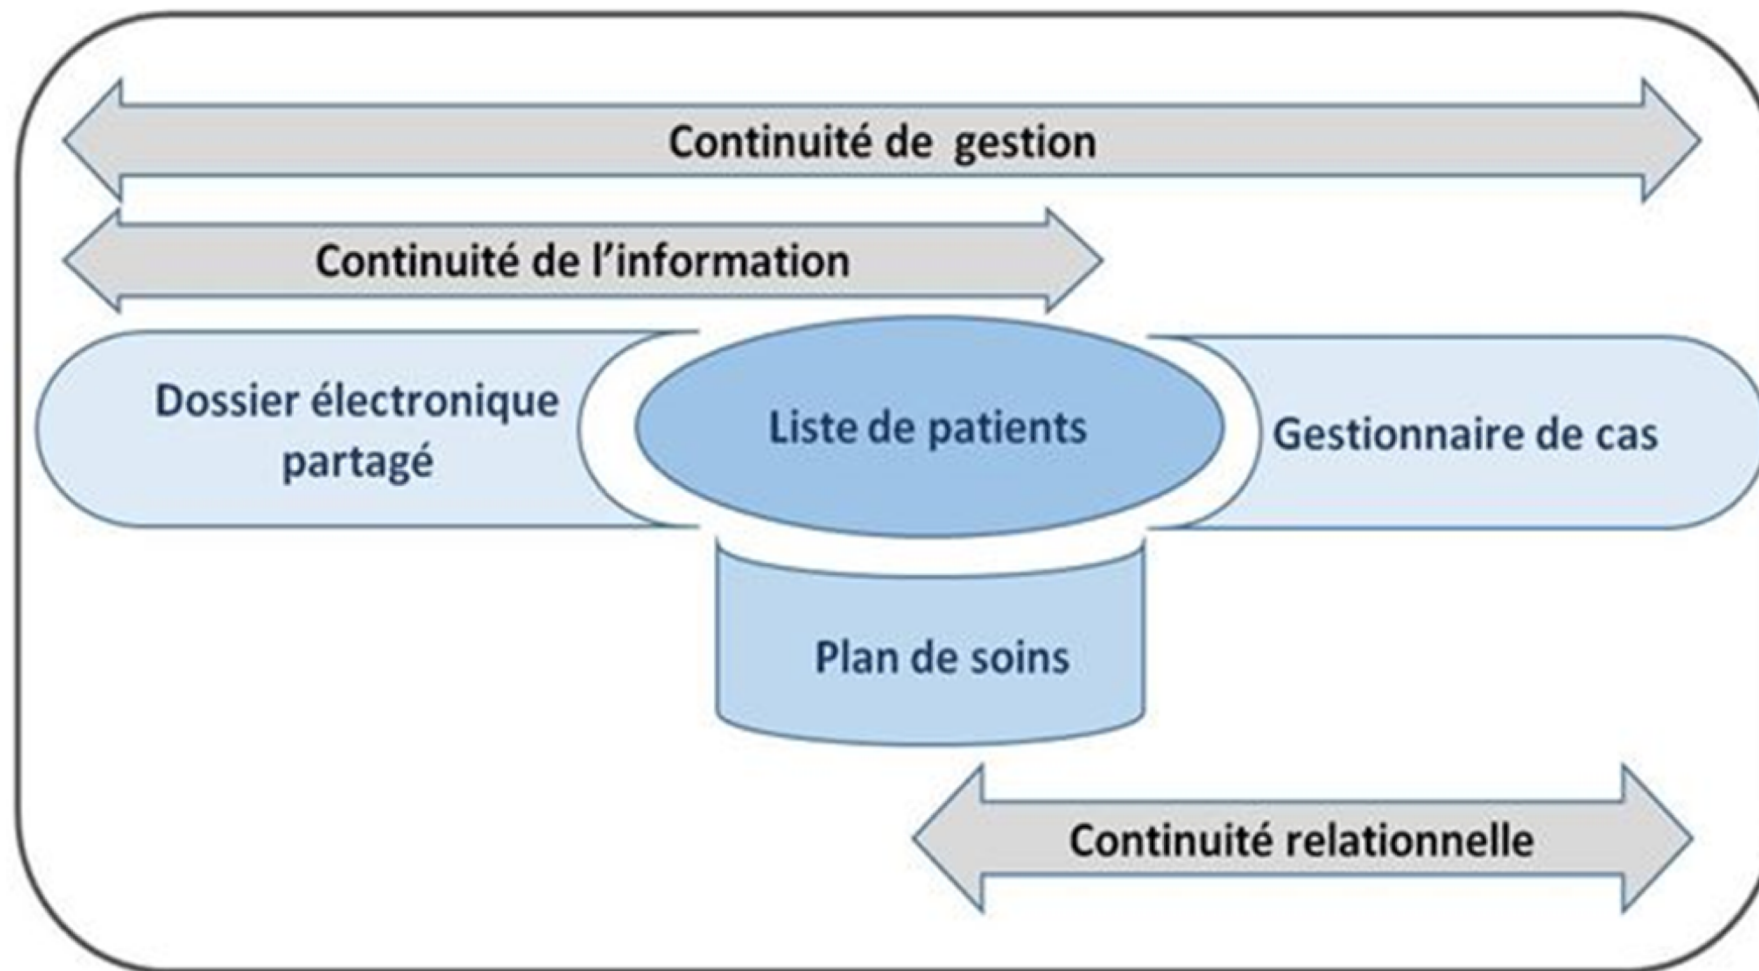 Continuité de gestion
Continuité de l’information
Dossier électronique
partagé
Liste de patients
Gestionnaire de cas
Plan de soins
Continuité relationnelle